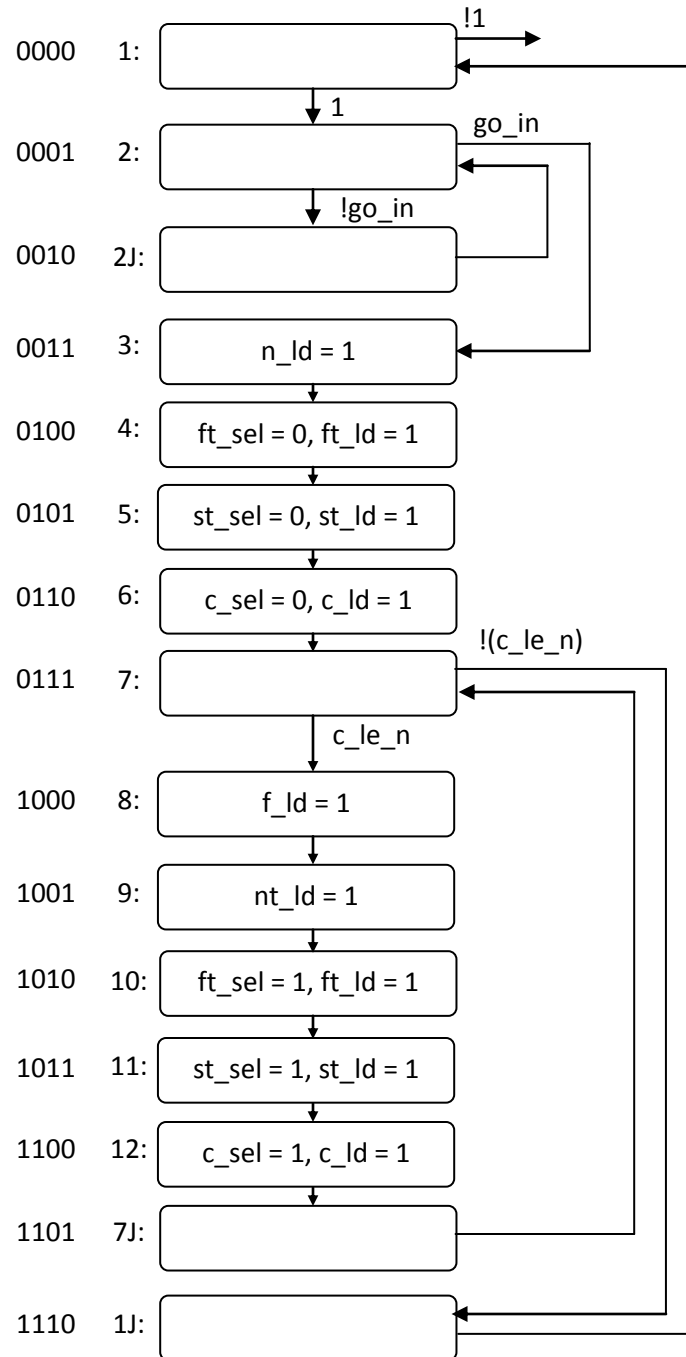 !1
0000 1:
1
go_in
0001 2:
!go_in
0010 2J:
0011 3: n_ld = 1
0100 4: ft_sel = 0, ft_ld = 1
0101 5: st_sel = 0, st_ld = 1
0110 6: c_sel = 0, c_ld = 1
!(c_le_n)
0111 7:
c_le_n
1000 8: f_ld = 1
1001 9: nt_ld = 1
1010 10: ft_sel = 1, ft_ld = 1
1011 11: st_sel = 1, st_ld = 1
1100 12: c_sel = 1, c_ld = 1
1101 7J:
1110 1J: